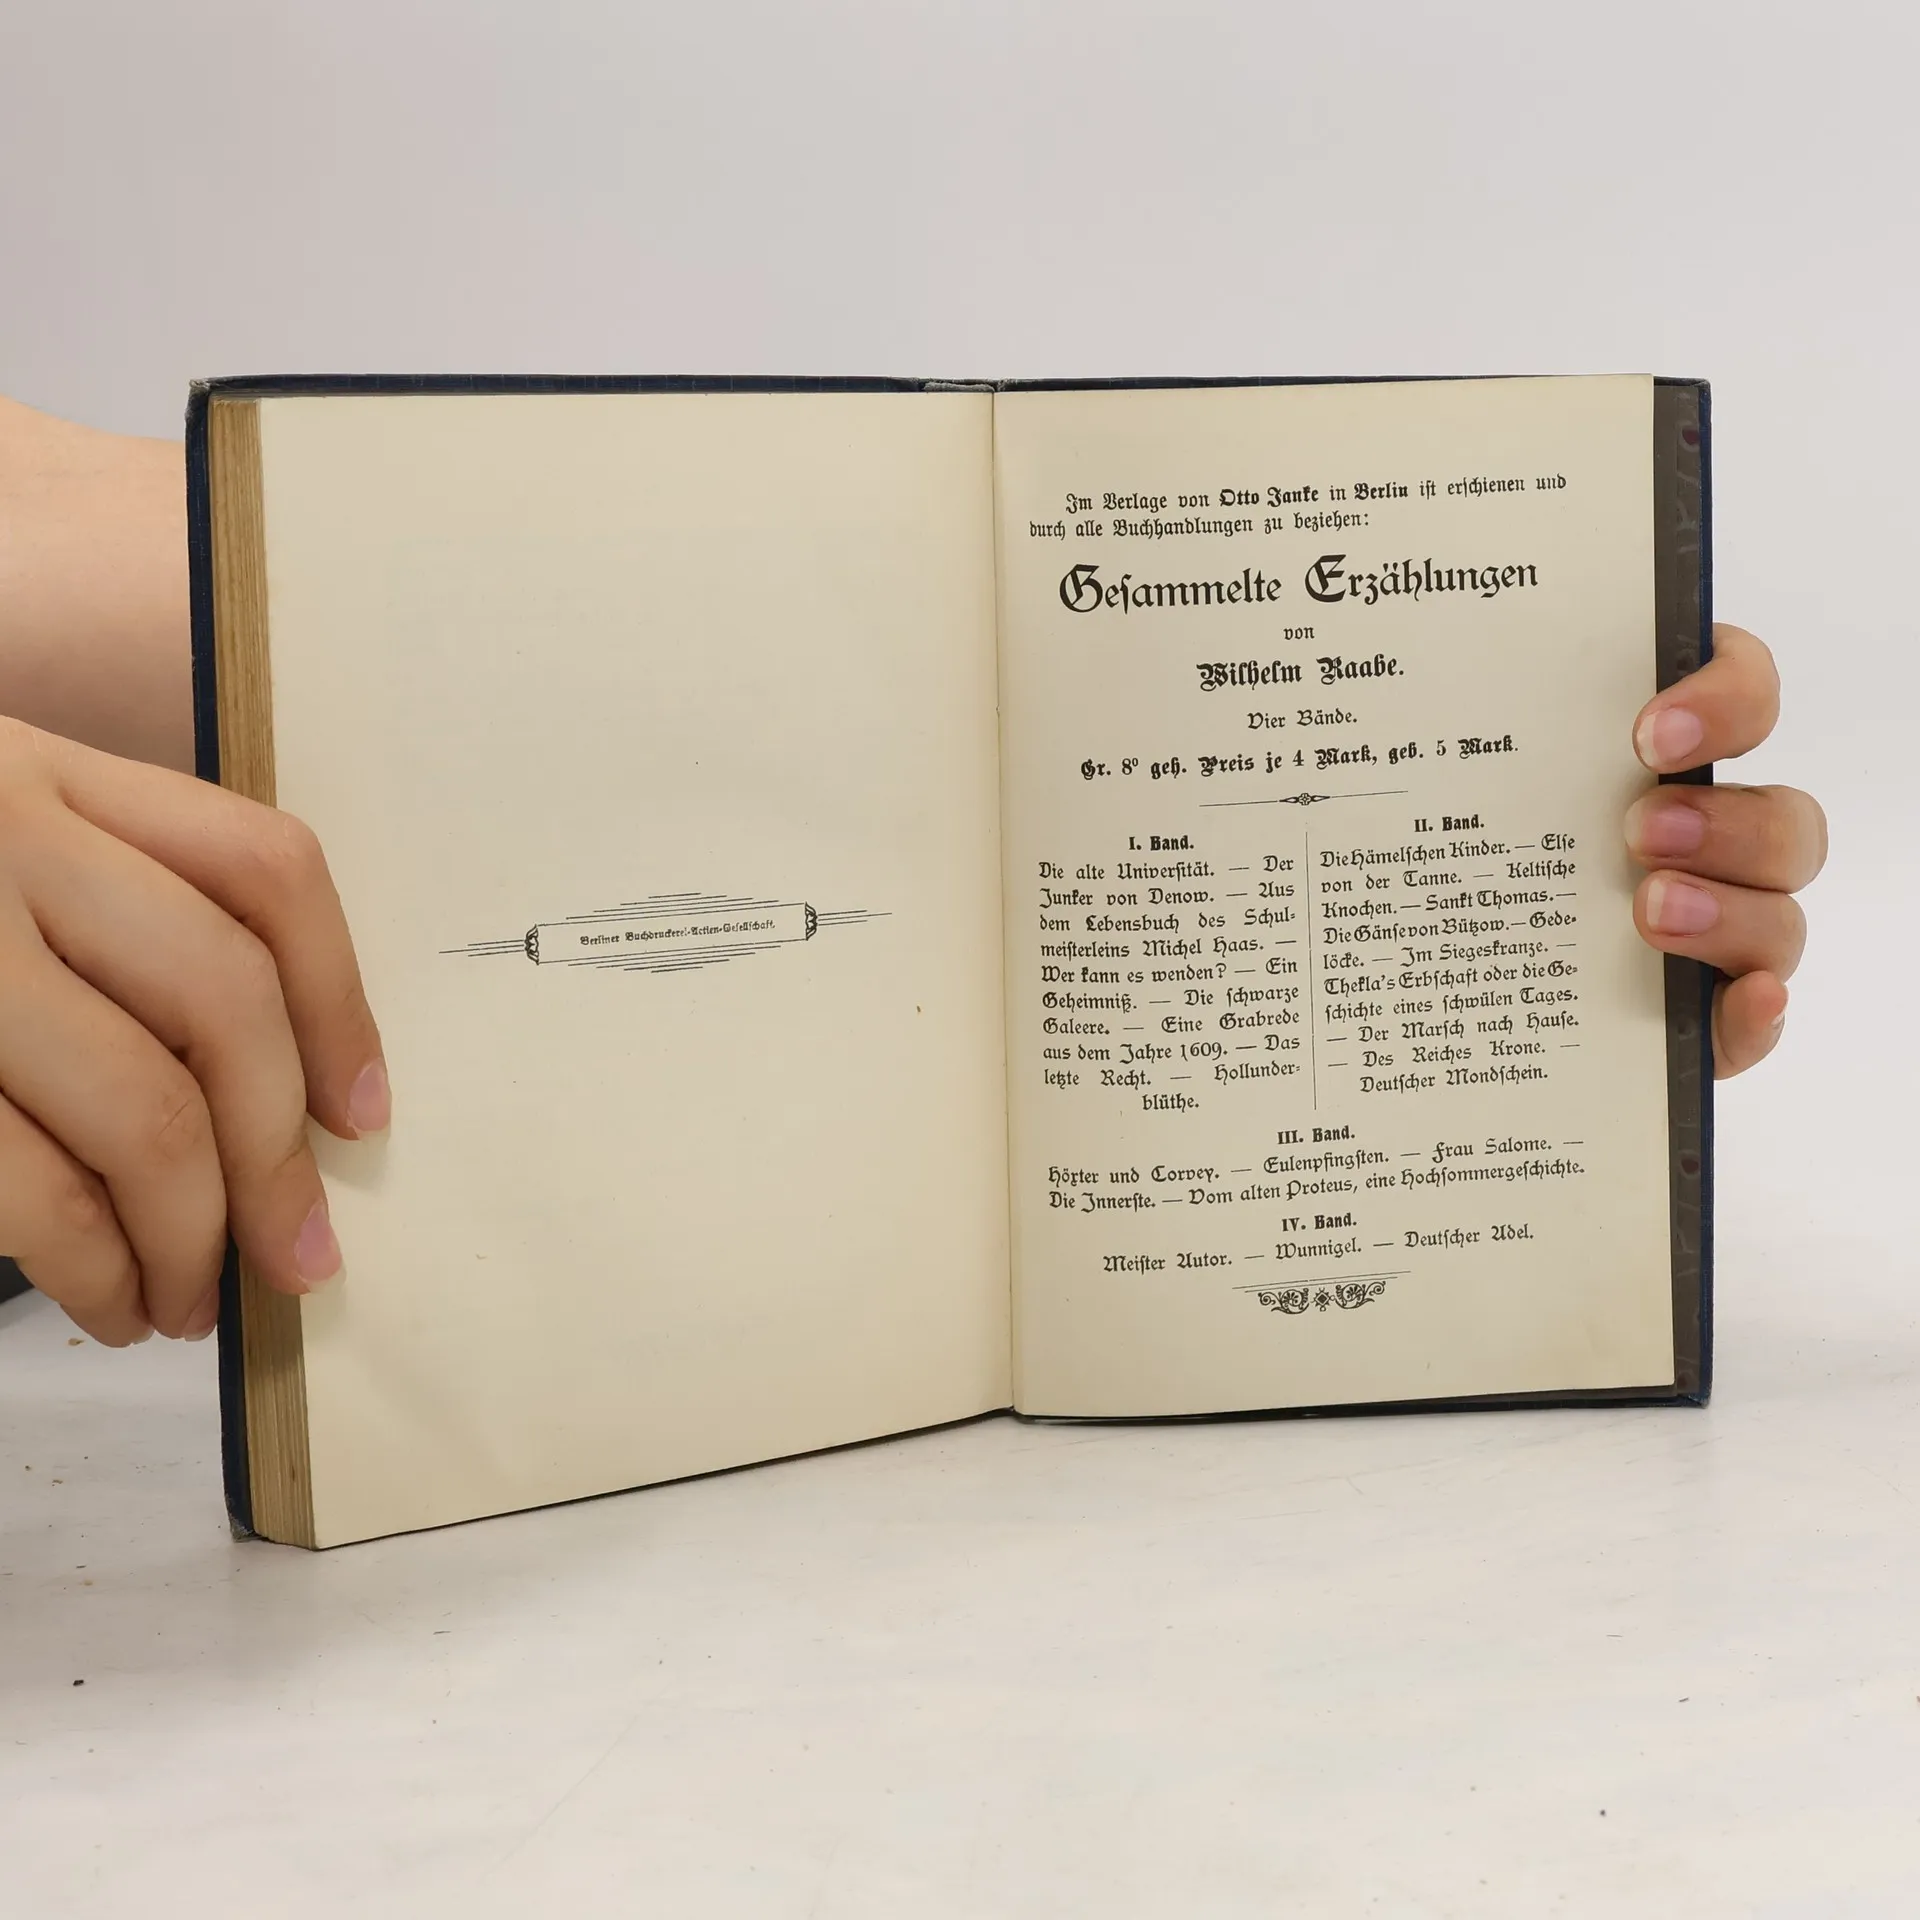 Berliner Buchdruckerei-Actien-Gesellschaft.
Im Verlage von Otto Janke in Berlin ist erschienen und
durch alle Buchhandlungen zu beziehen:
Gesammelte Erzählungen
von
Wilhelm Raabe.
Vier Bände.
Gr. 8º geh. Preis je 4 Mark, geb. 5 Mark.
I. Band.
Die alte Universität. — Der
Junker von Denow. — Aus
dem Lebensbuch des Schul-
meisterleins Michel Haas. —
Wer kann es wenden? — Ein
Geheimniß. — Die schwarze
Galeere. — Eine Grabrede
aus dem Jahre 1609. — Das
letzte Recht. — Hollunder-
blüthe.
II. Band.
Die Hämelschen Kinder. — Else
von der Tanne. — Keltische
Knochen. — Sankt Thomas. —
Die Gänse von Bützow. — Gede-
löcke. — Im Siegeskranze. —
Thekla's Erbschaft oder die Ge-
schichte eines schwülen Tages.
— Der Marsch nach Hause.
— Des Reiches Krone. —
Deutscher Mondschein.
III. Band.
Höxter und Corvey. — Eulenpfingsten. — Frau Salome. —
Die Innerste. — Vom alten Proteus, eine Hochsommergeschichte.
IV. Band.
Meister Autor. — Wunnigel. — Deutscher Adel.